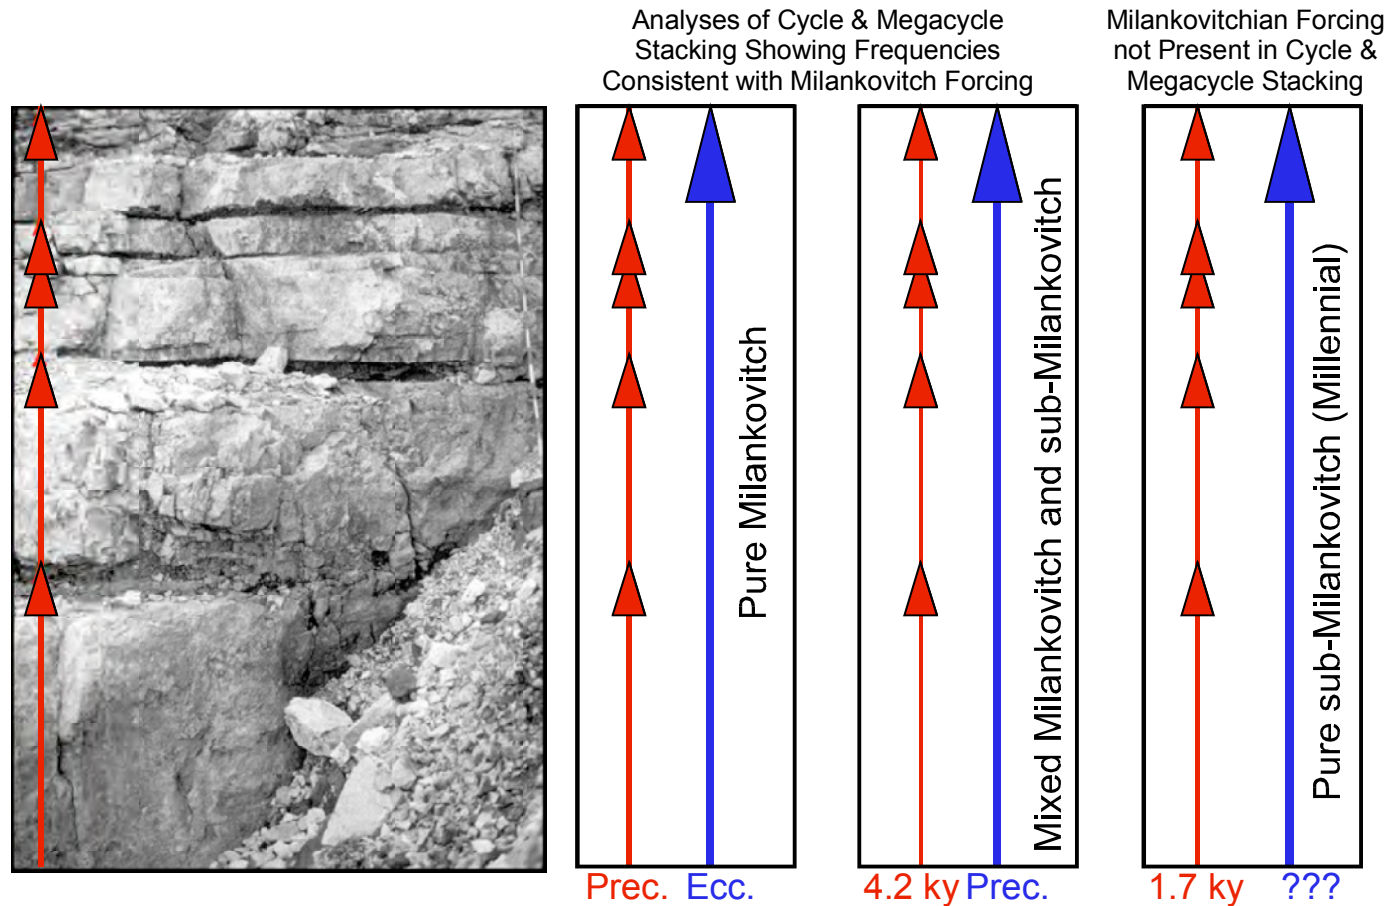 Analyses of Cycle & Megacycle
Stacking Showing Frequencies
Consistent with Milankovitch Forcing
Milankovitchian Forcing
not Present in Cycle &
Megacycle Stacking
Pure Milankovitch
Mixed Milankovitch and sub-Milankovitch
Pure sub-Milankovitch (Millennial)
Prec. Ecc.
4.2 ky Prec.
1.7 ky ???